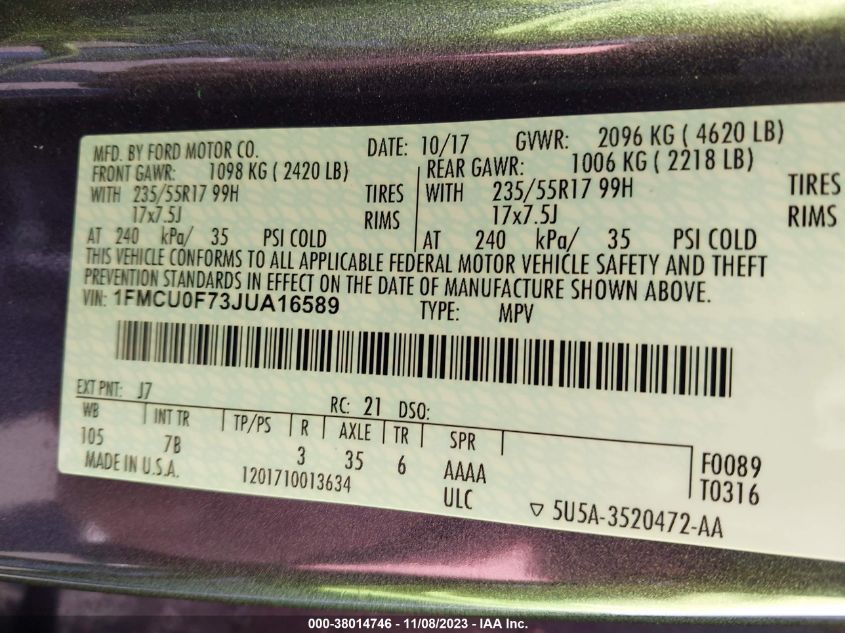 MFD. BY FORD MOTOR CO. DATE: 10/17 GVWR: 2096 KG ( 4620 LB)
FRONT GAWR: 1098 KG ( 2420 LB) REAR GAWR: 1006 KG ( 2218 LB)
WITH 235/55R17 99H TIRES WITH 235/55R17 99H TIRES
17x7.5J RIMS 17x7.5J RIMS
AT 240 kPa/ 35 PSI COLD AT 240 kPa/ 35 PSI COLD
THIS VEHICLE CONFORMS TO ALL APPLICABLE FEDERAL MOTOR VEHICLE SAFETY AND THEFT
PREVENTION STANDARDS IN EFFECT ON THE DATE OF MANUFACTURE SHOWN ABOVE.
VIN: 1FMCU0F73JUA16589 TYPE: MPV
EXT PNT: J7 RC: 21 DSO:
WB INT TR TP/PS R AXLE TR SPR
105 7B 3 35 6 AAAA F0089
MADE IN U.S.A. 1201710013634 ULC T0316
5U5A-3520472-AA
000-38014746 - 11/08/2023 - IAA Inc.